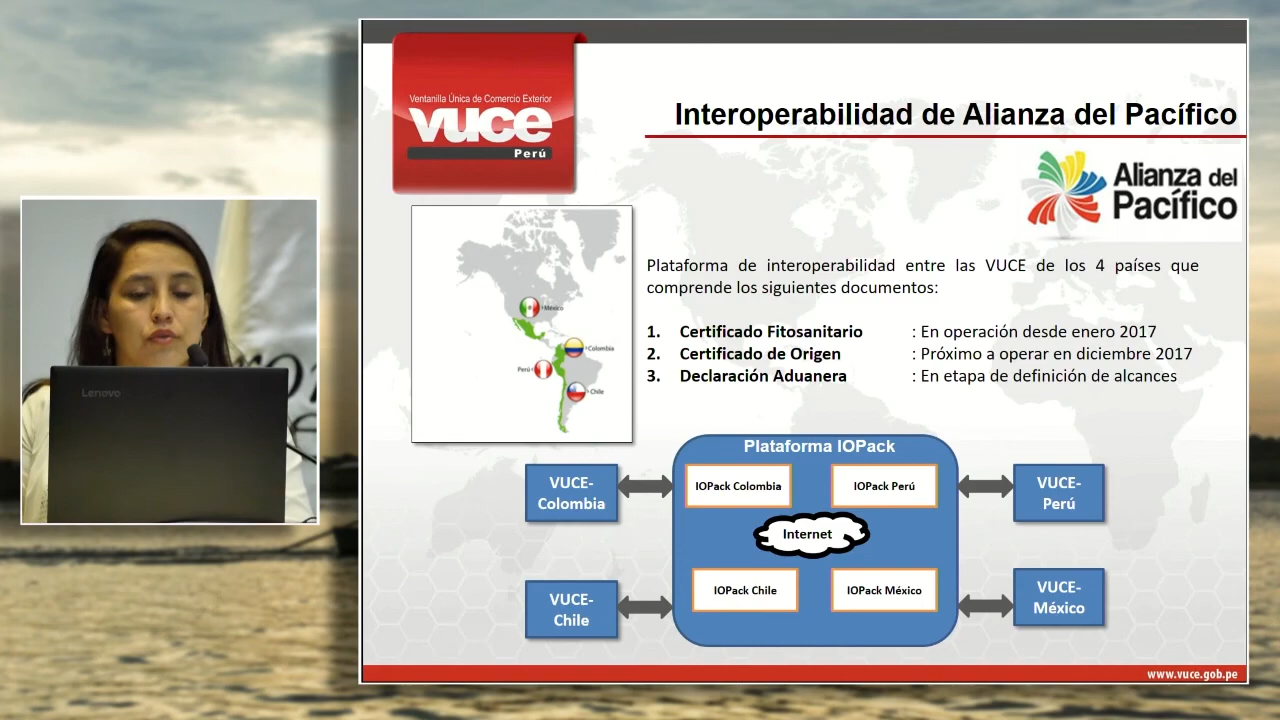 Ventanilla Única de Comercio Exterior
vuce
Perú
Interoperabilidad de Alianza del Pacífico
Alianza del
Pacífico
México
Colombia
Perú
Chile
Plataforma de interoperabilidad entre las VUCE de los 4 países que
comprende los siguientes documentos:
1. Certificado Fitosanitario : En operación desde enero 2017
2. Certificado de Origen : Próximo a operar en diciembre 2017
3. Declaración Aduanera : En etapa de definición de alcances
Lenovo
Plataforma IOPack
VUCE-
Colombia
IOPack Colombia
IOPack Perú
VUCE-
Perú
Internet
VUCE-
Chile
IOPack Chile
IOPack México
VUCE-
México
www.vuce.gob.pe